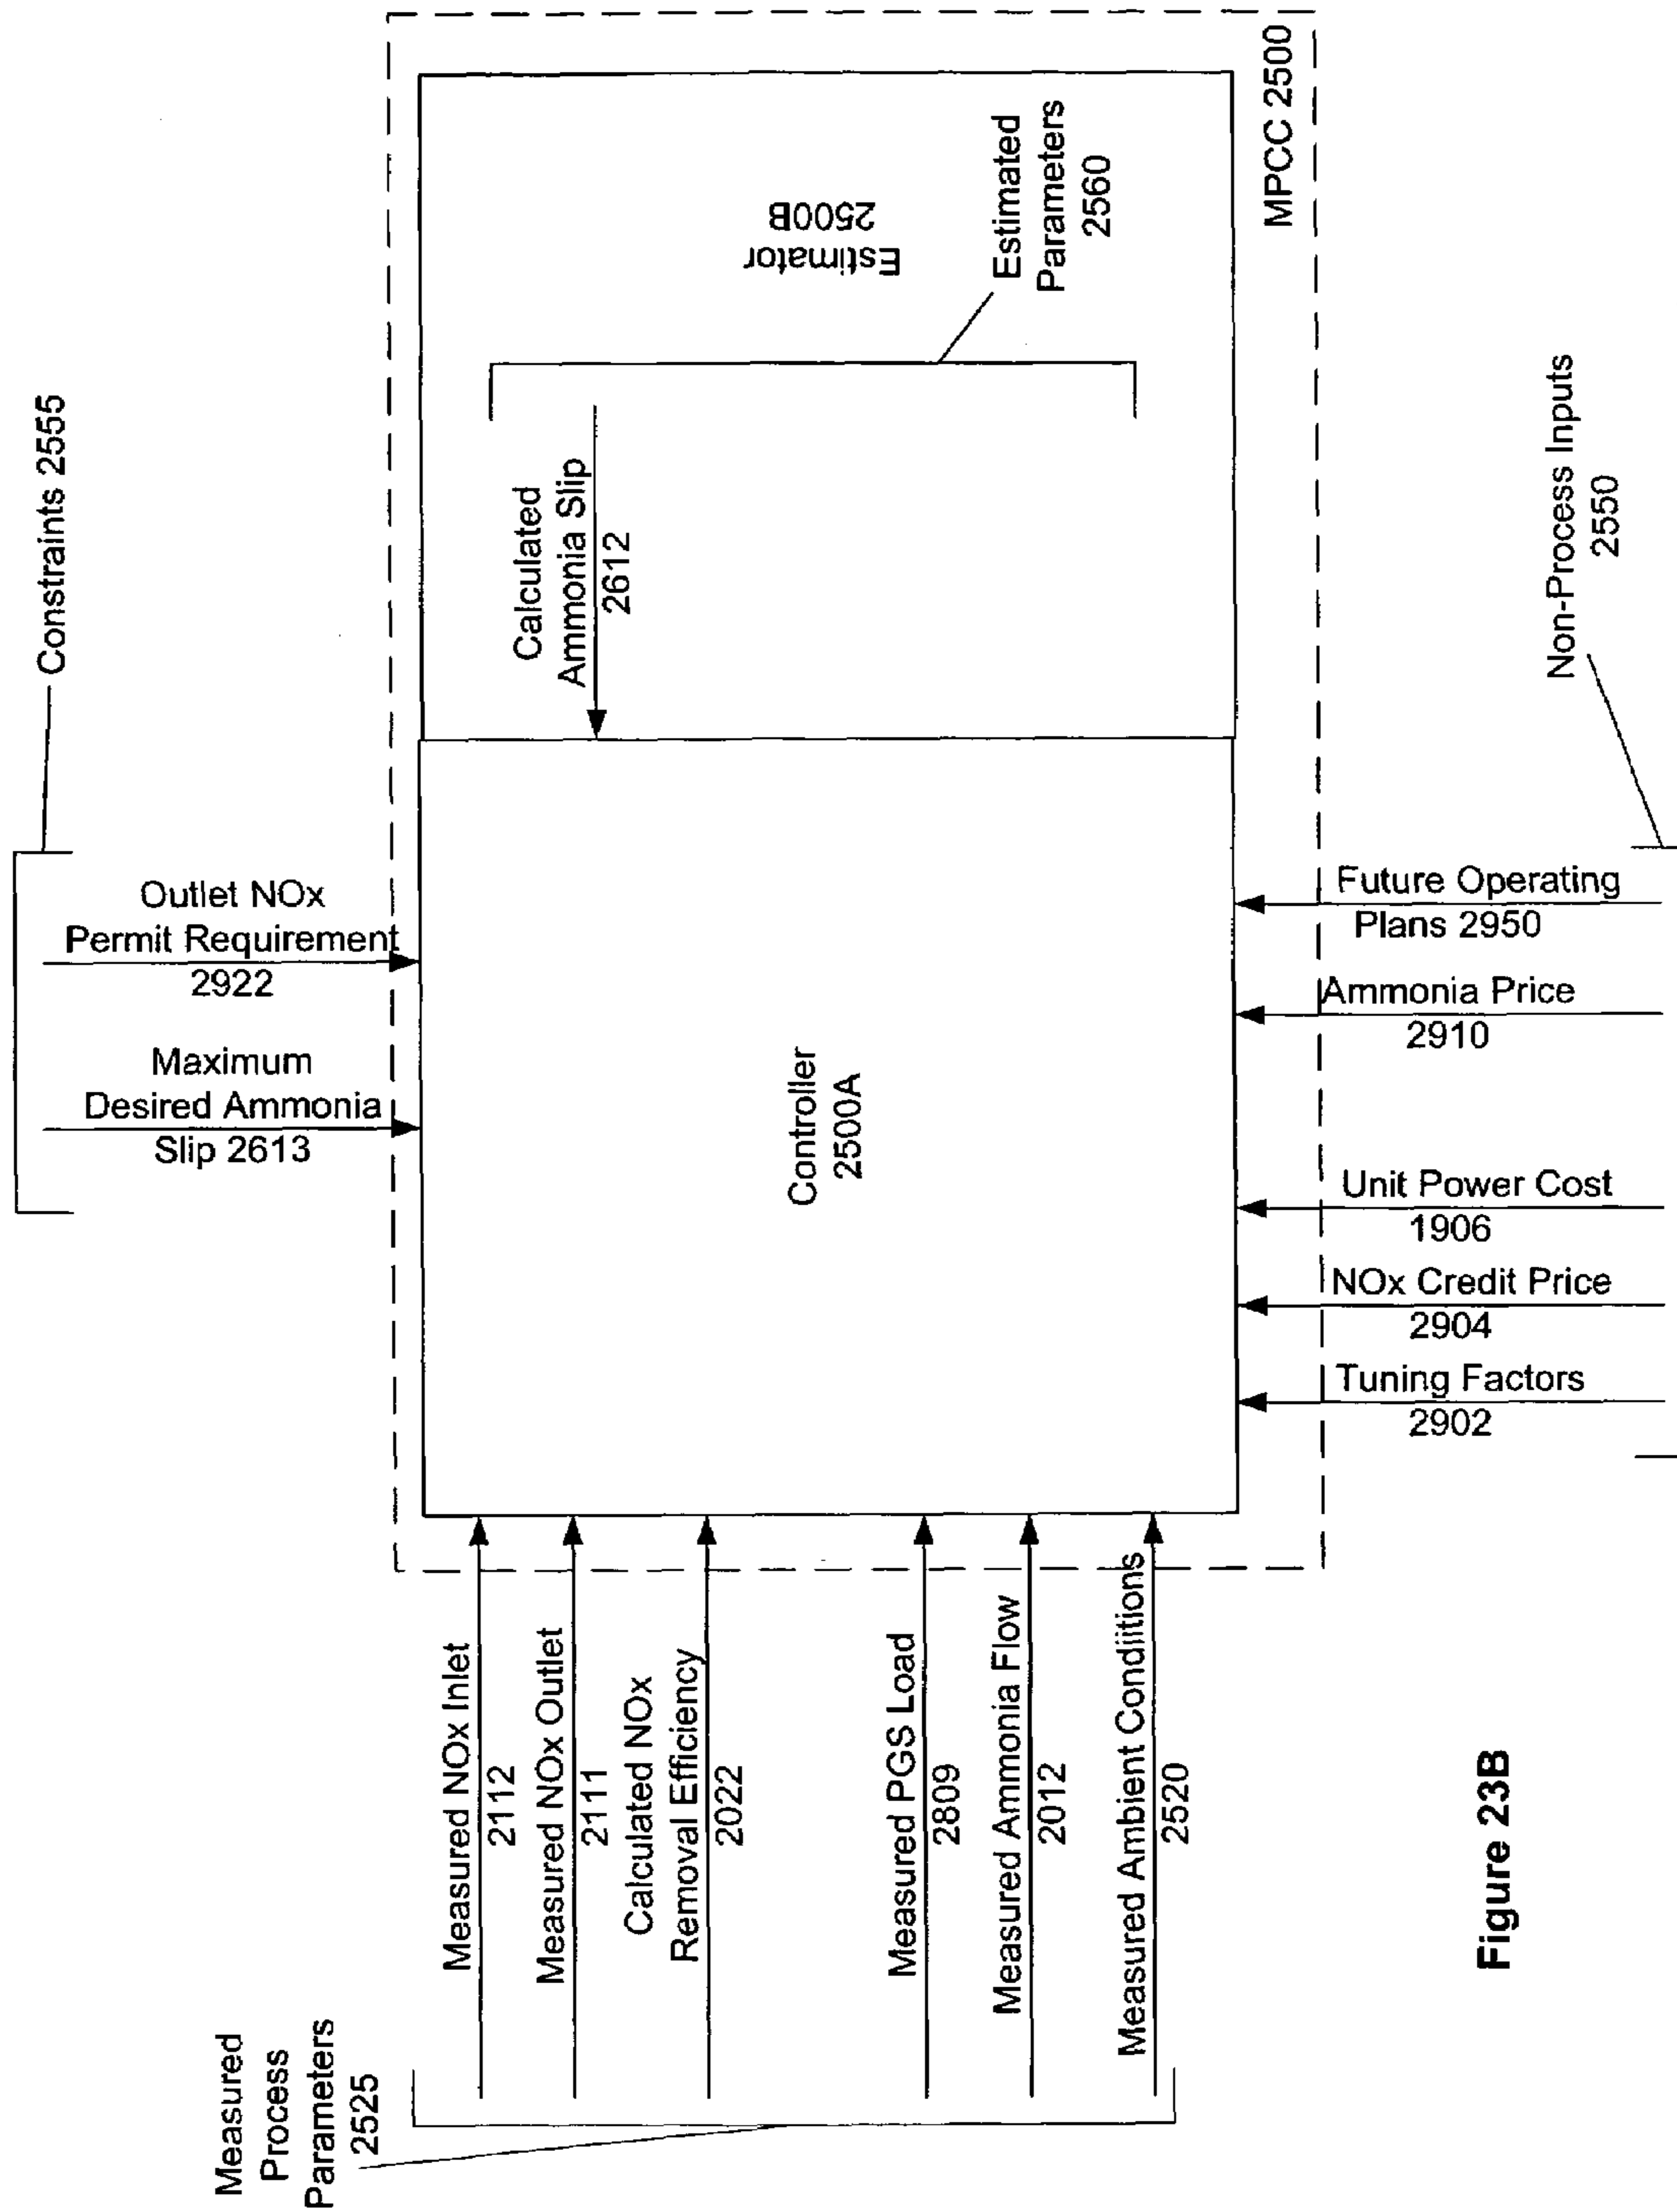 Constraints 2555
Outlet NOx
Permit Requirement
2922
Maximum
Desired Ammonia
Slip 2613
Measured
Process
Parameters
2525
Measured NOx Inlet
2112
Measured NOx Outlet
2111
Calculated NOx
Removal Efficiency
2022
Measured PGS Load
2809
Measured Ammonia Flow
2012
Measured Ambient Condiitions
2520
Controller
2500A
Calculated
Ammonia Slip
2612
Estimator
2500B
Estimated
Parameters
2560
MPCC 2500
Future Operating
Plans 2950
Ammonia Price
2910
Unit Power Cost
1906
NOx Credit Price
2904
Tuning Factors
2902
Non-Process Inputs
2550
Figure 23B